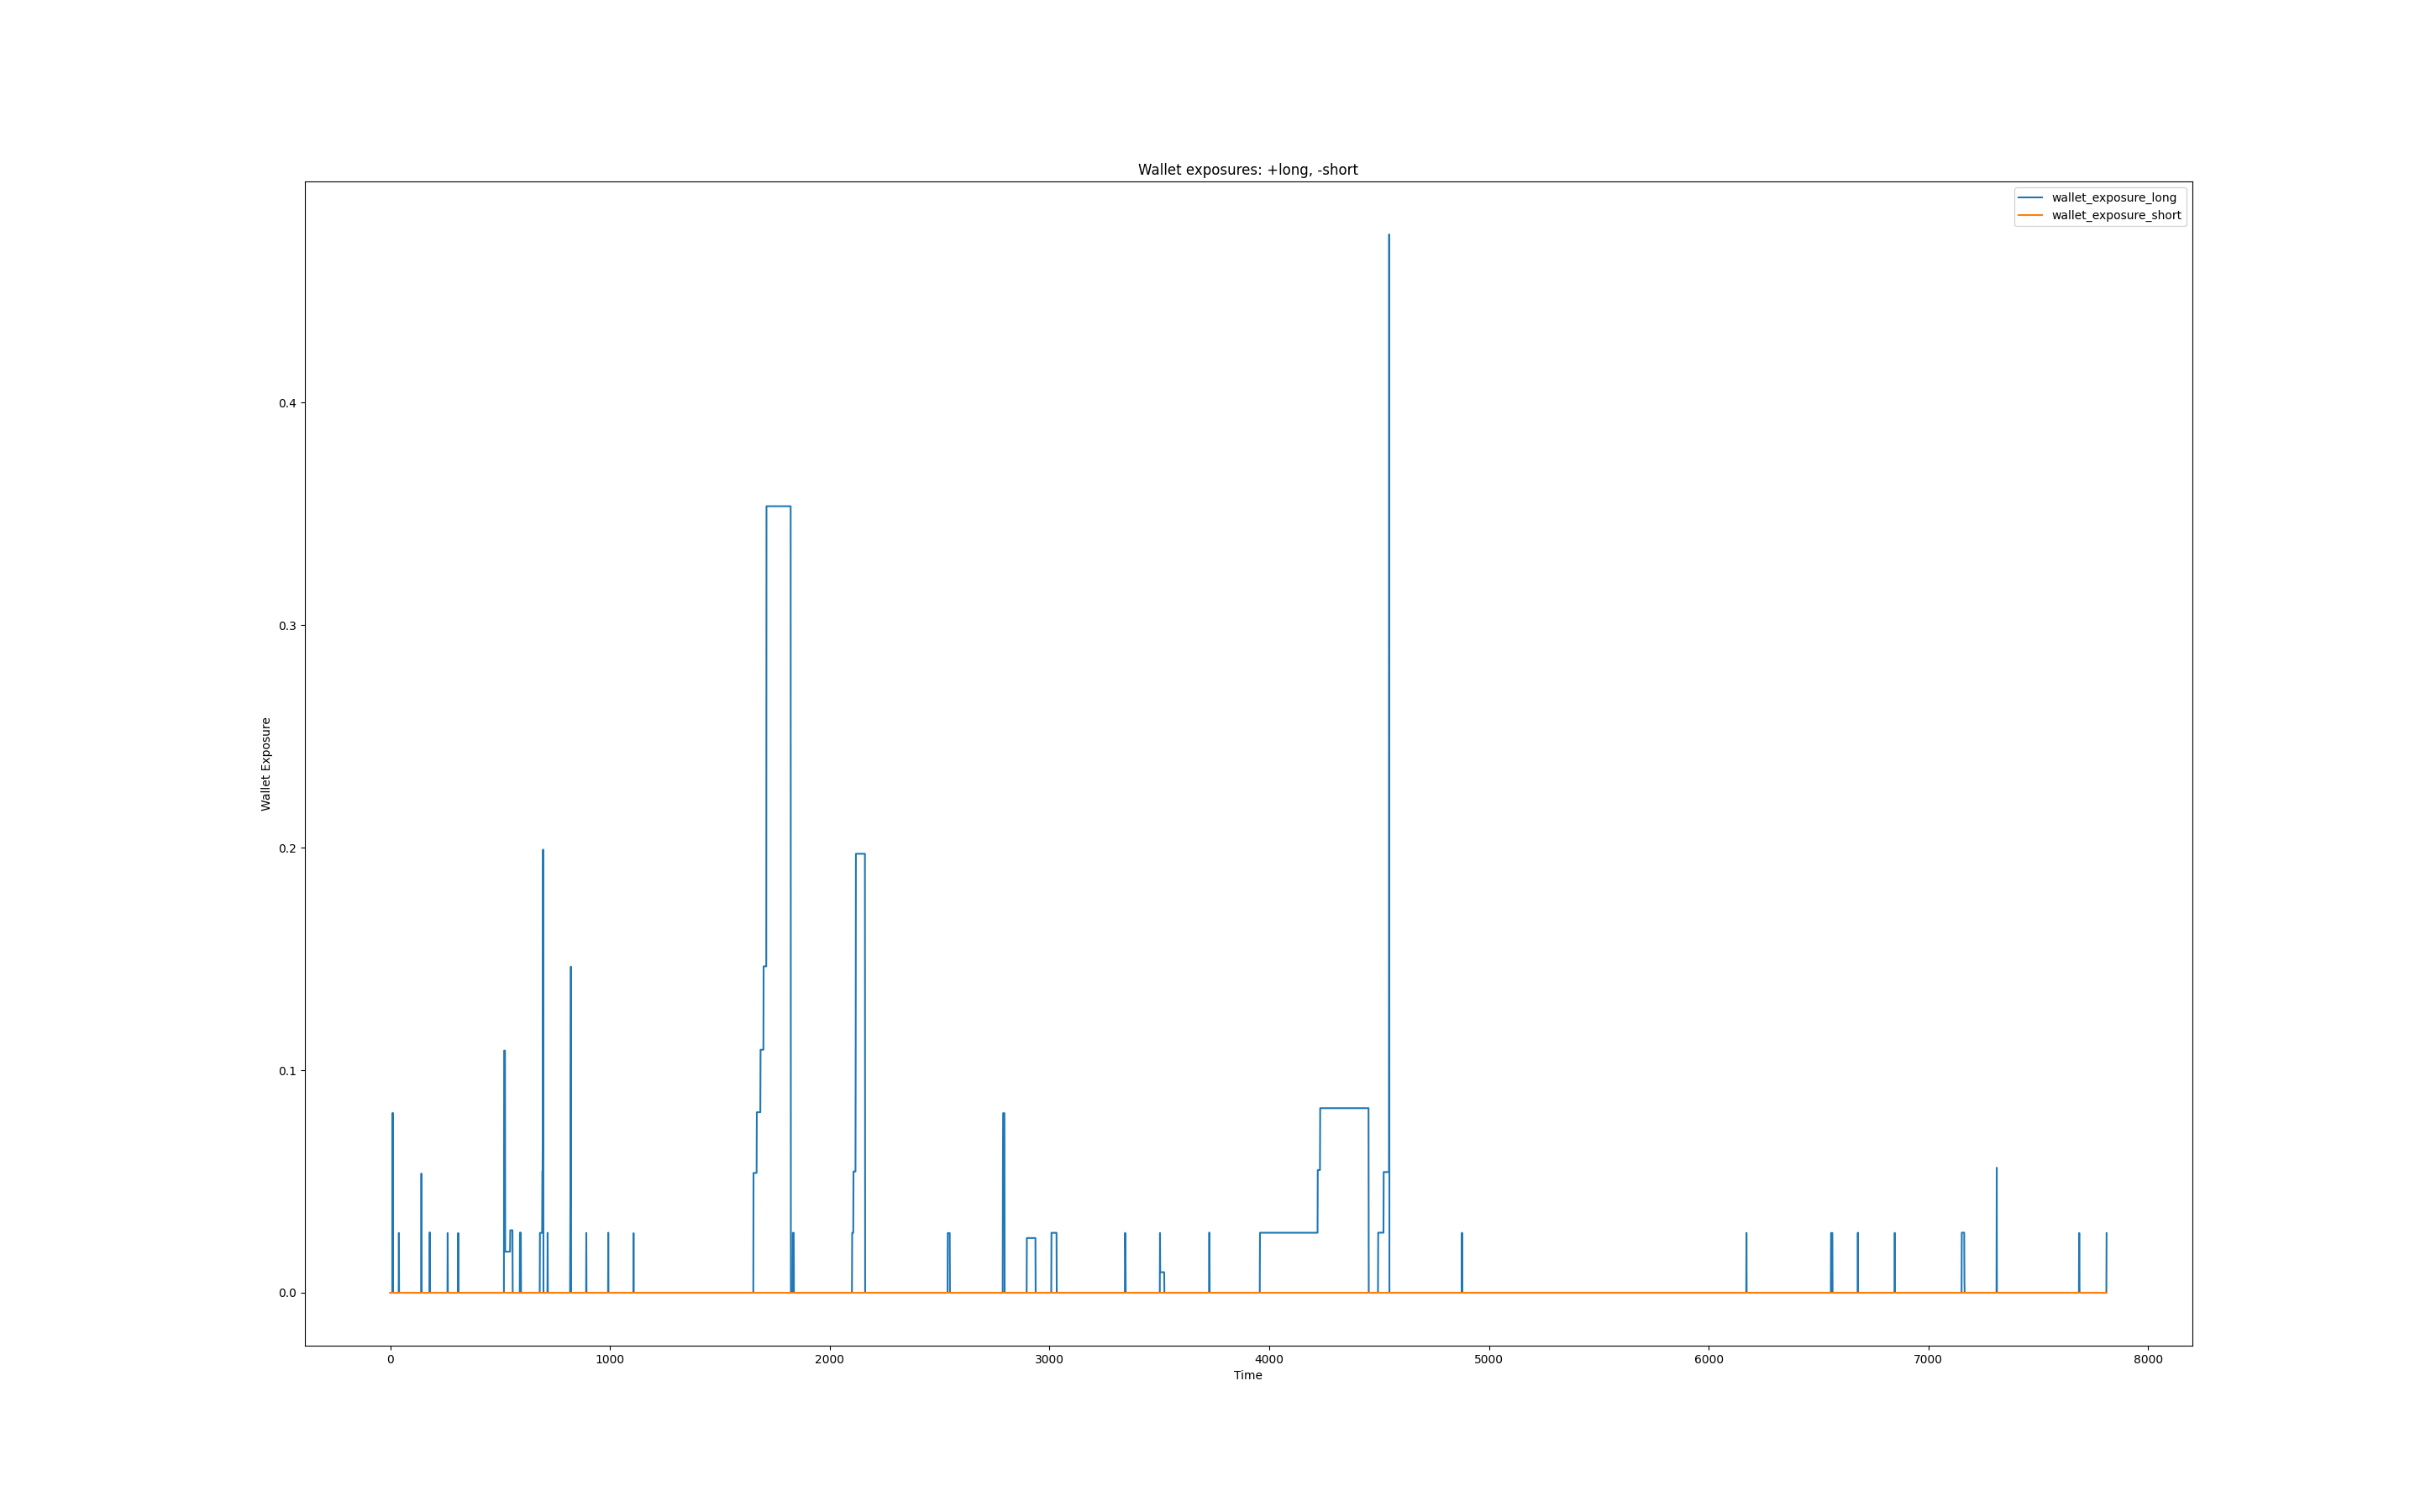 Wallet exposures: +long, -short
wallet_exposure_long
wallet_exposure_short
0.4
0.3
0.2
0.1
0.0
Wallet Exposure
0 1000 2000 3000 4000 5000 6000 7000 8000
Time